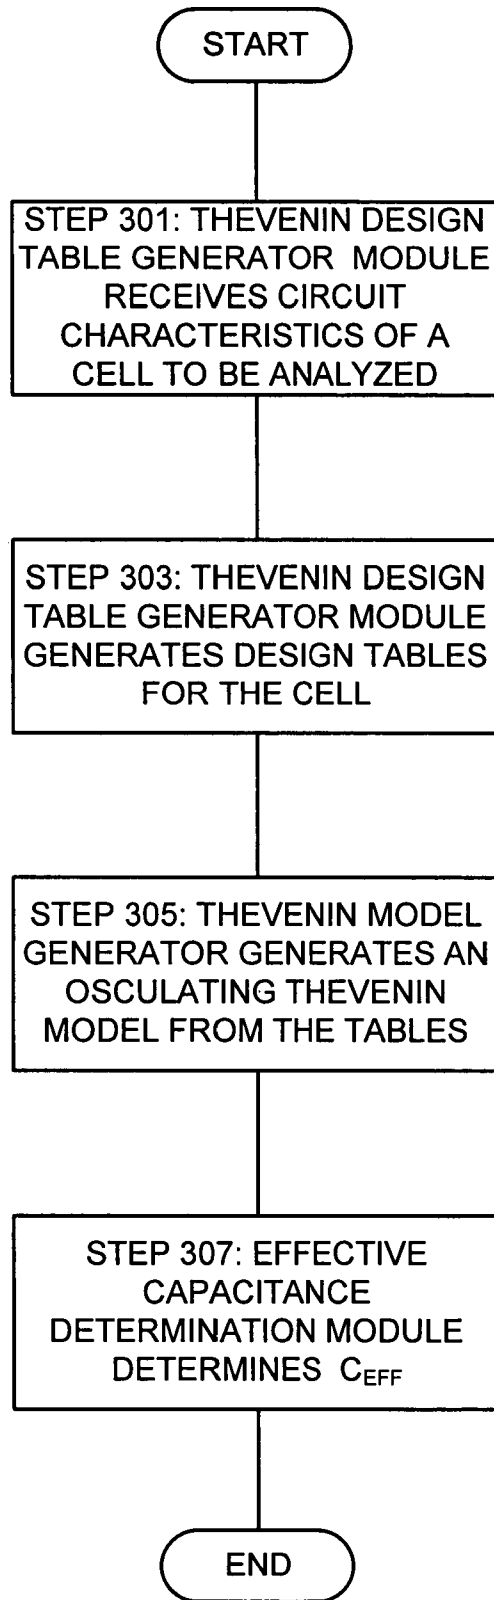 START
STEP 301: THEVENIN DESIGN
TABLE GENERATOR MODULE
RECEIVES CIRCUIT
CHARACTERISTICS OF A
CELL TO BE ANALYZED
STEP 303: THEVENIN DESIGN
TABLE GENERATOR MODULE
GENERATES DESIGN TABLES
FOR THE CELL
STEP 305: THEVENIN MODEL
GENERATOR GENERATES AN
OSCULATING THEVENIN
MODEL FROM THE TABLES
STEP 307: EFFECTIVE
CAPACITANCE
DETERMINATION MODULE
DETERMINES C_EFF
END